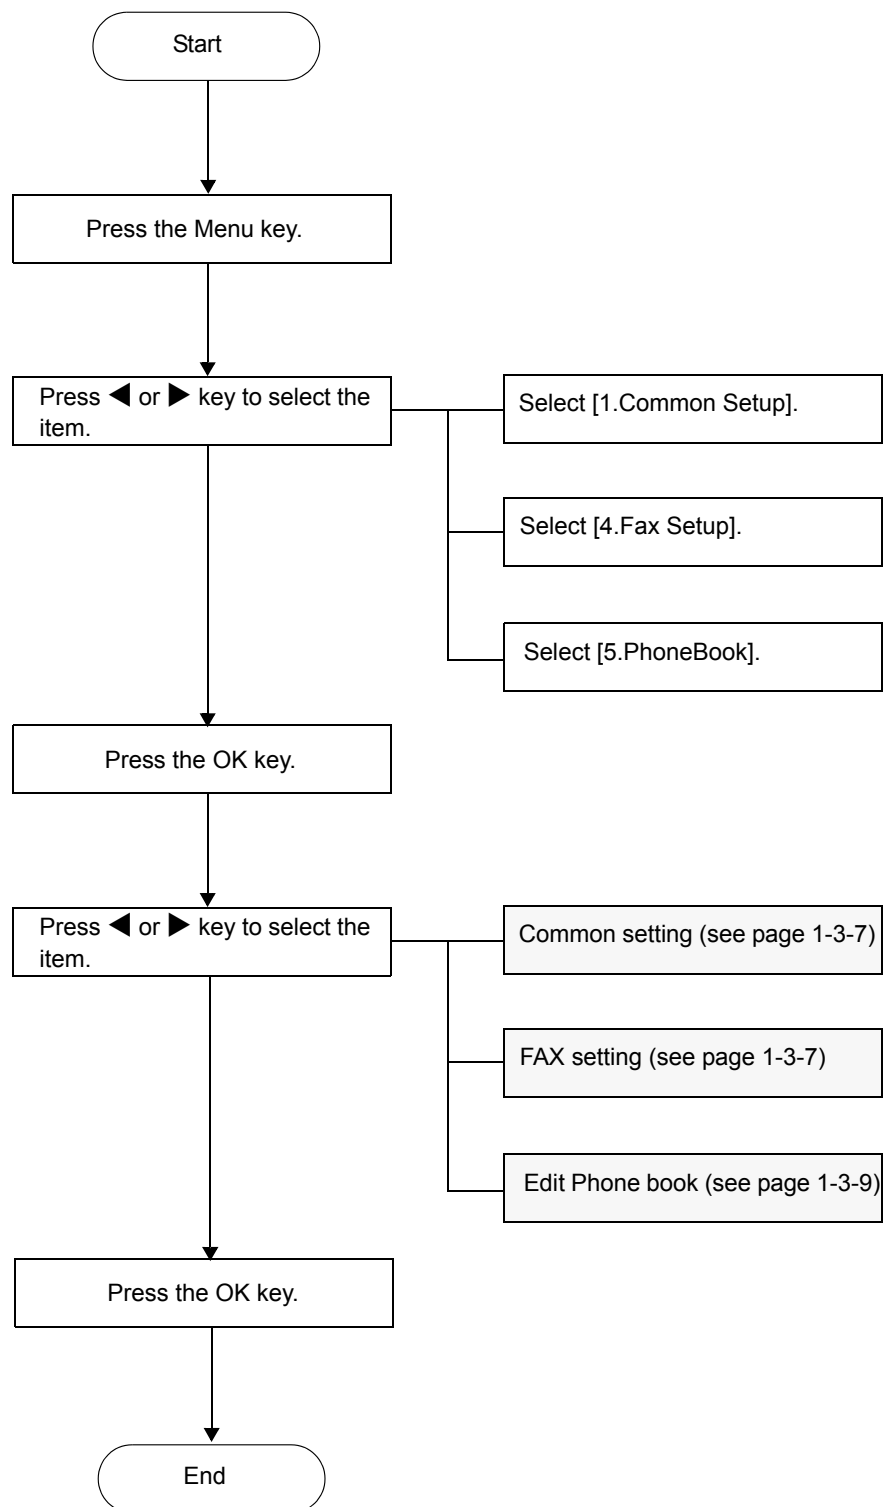 Start
Press the Menu key.
Press ◀ or ▶ key to select the
item.
Select [1.Common Setup].
Select [4.Fax Setup].
Select [5.PhoneBook].
Press the OK key.
Press ◀ or ▶ key to select the
item.
Common setting (see page 1-3-7)
FAX setting (see page 1-3-7)
Edit Phone book (see page 1-3-9)
Press the OK key.
End